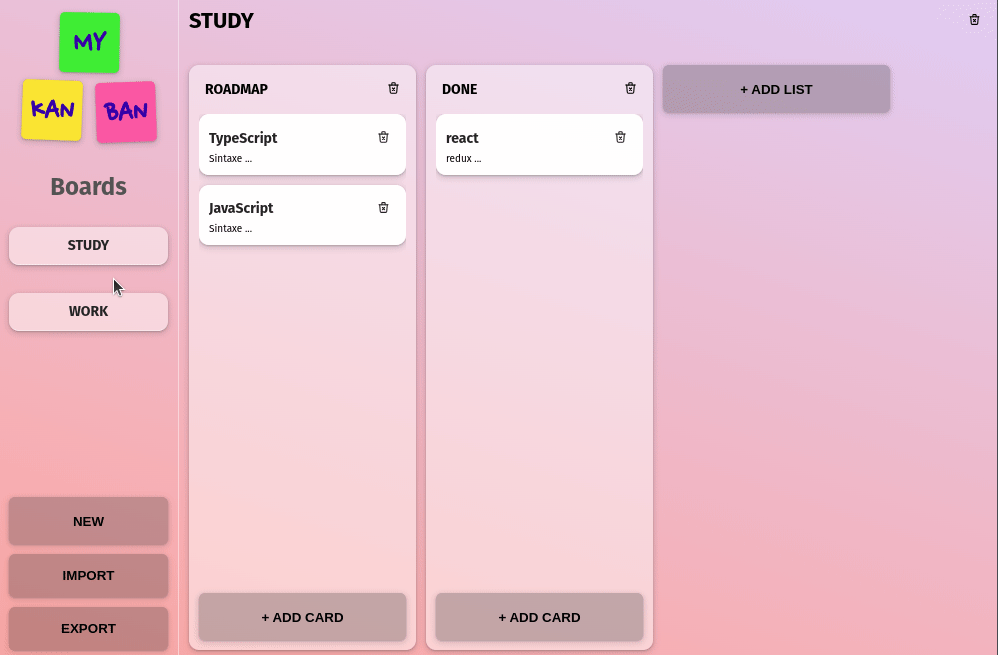 MY
KAN BAN
Boards
STUDY
WORK
NEW
IMPORT
EXPORT
STUDY
ROADMAP
TypeScript
Sintaxe ...
JavaScript
Sintaxe ...
+ ADD CARD
DONE
react
redux ...
+ ADD CARD
+ ADD LIST